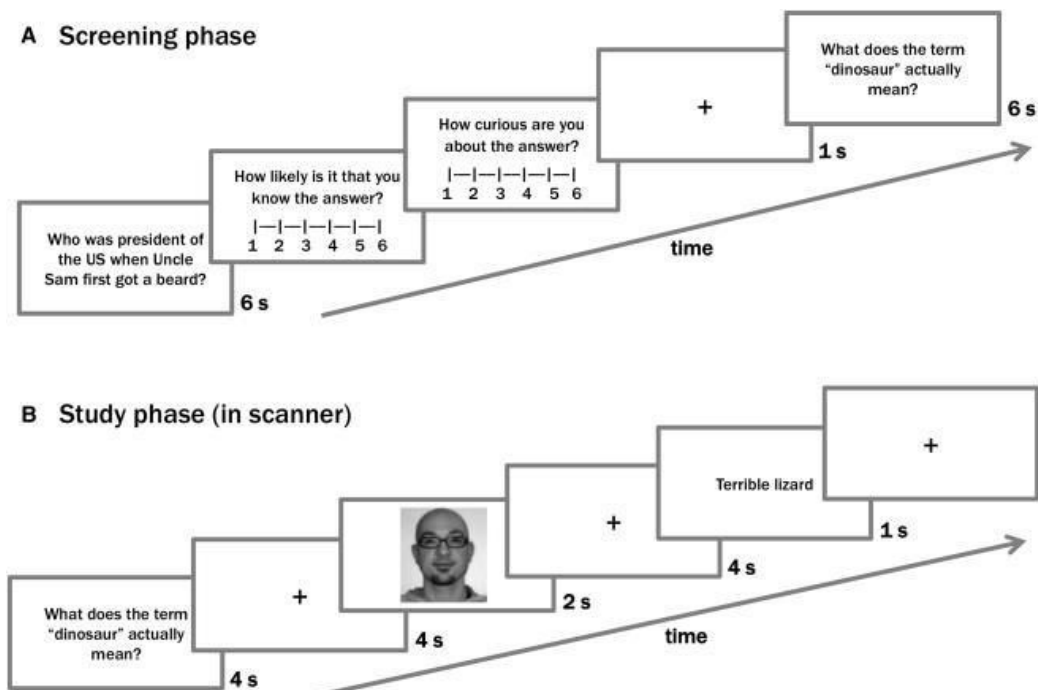 A Screening phase
Who was president of
the US when Uncle
Sam first got a beard?
6 s
How likely is it that you
know the answer?
1 2 3 4 5 6
How curious are you
about the answer?
1 2 3 4 5 6
+
1 s
What does the term
“dinosaur” actually
mean?
6 s
time
B Study phase (in scanner)
What does the term
“dinosaur” actually
mean?
4 s
+
4 s
2 s
+
4 s
Terrible lizard
1 s
+
time